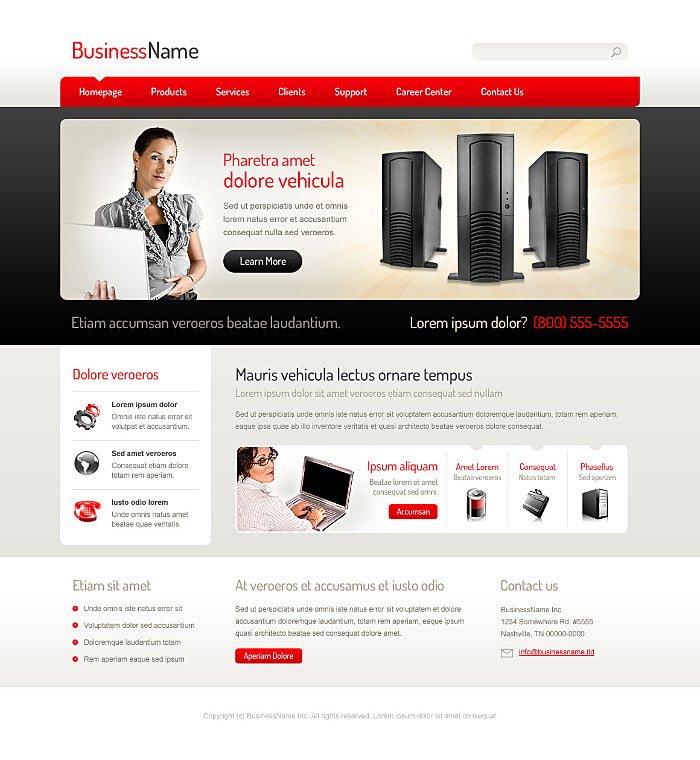 BusinessName
Homepage Products Services Clients Support Career Center Contact Us
Pharetra amet
dolore vehicula
Sed ut perspiciatis unde et omnis
lorem natus error et accusantium
consequat nulla sed veroeros.
Learn More
Etiam accumsan veroeros beatae laudantium.
Lorem ipsum dolor? (800) 555-5555
Dolore veroeros
Lorem ipsum dolor
Omnis iste natus error sit
volutpat et accusantium.
Sed amet veroeros
Consequat etiam dolore
totam rem aperiam.
Iusto odio lorem
Unde omnis natus amet
beatae quae veritatis.
Mauris vehicula lectus ornare tempus
Lorem ipsum dolor sit amet veroeros etiam consequat sed nullam
Sed ut perspiciatis unde omnis iste natus error sit voluptatem accusantium doloremque laudantium, totam rem aperiam,
eaque ipsa quae ab illo inventore veritatis et quasi architecto beatae veroeros dolore consequat.
Ipsum aliquam
Beatae lorem et amet
consequat sed omni.
Accumsan
Amet Lorem
Beatae veroeros
Consequat
Natus totam
Phasellus
Sed aperiam
Etiam sit amet
Unde omnis iste natus error sit
Voluptatem dolor sed accusantium
Doloremque laudantium totam
Rem aperiam eaque sed ipsum
At veroeros et accusamus et iusto odio
Sed ut perspiciatis unde omnis iste natus error sit voluptatem et dolore
accusantium doloremque laudantium, totam rem aperiam, eaque ipsum
quasi architecto beatae sed consequat dolore conse.
Aperiam Dolore
Contact us
BusinessName Inc
1234 Somewhere Rd. #5555
Nashville, TN 00000-0000
info@businessname.tld
Copyright (c) BusinessName Inc. All rights reserved. Lorem ipsum dolor sit amet consequat